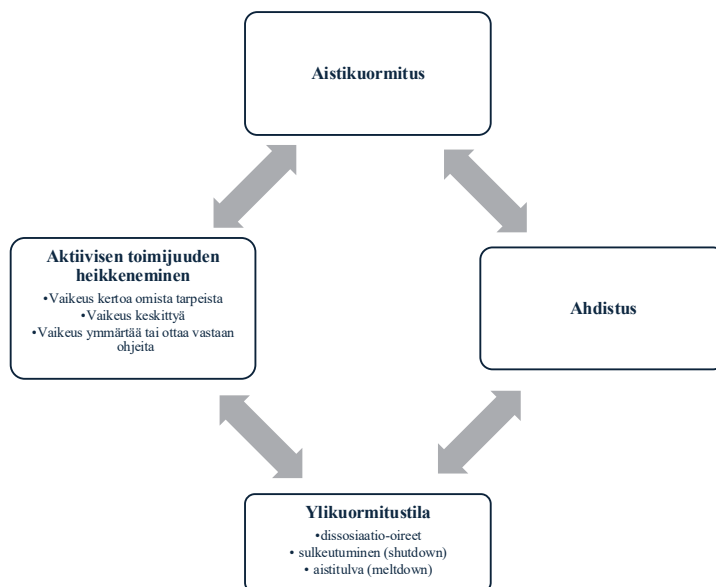 Aistikuormitus
Aktiivisen toimijuuden
heikkeneminen
•Vaikeus kertoa omista tarpeista
•Vaikeus keskittyä
•Vaikeus ymmärtää tai ottaa vastaan
ohjeita
Ahdistus
Ylikuormitustila
•dissosiaatio-oireet
• sulkeutuminen (shutdown)
• aistitulva (meltdown)